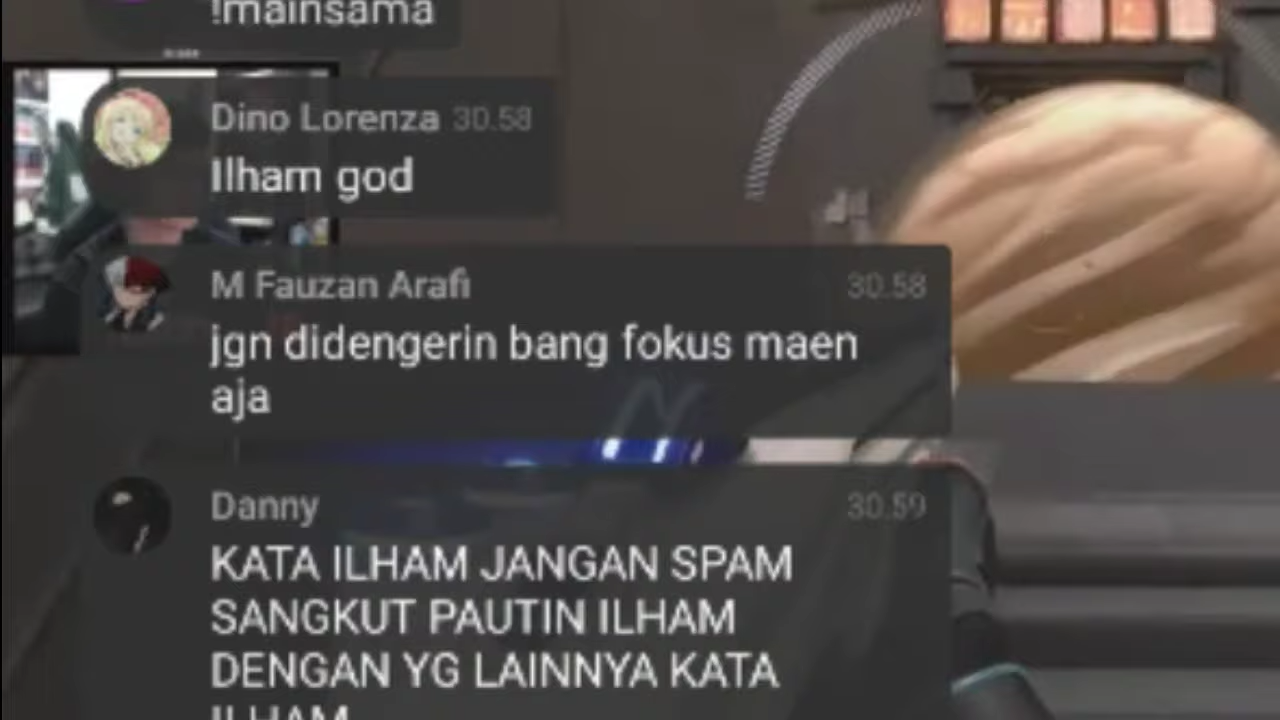 !mainsama
Dino Lorenza 30.58
Ilham god
M Fauzan Arafi 30.58
jgn didengerin bang fokus maen
aja
Danny 30.59
KATA ILHAM JANGAN SPAM
SANGKUT PAUTIN ILHAM
DENGAN YG LAINNYA KATA
ILHAM